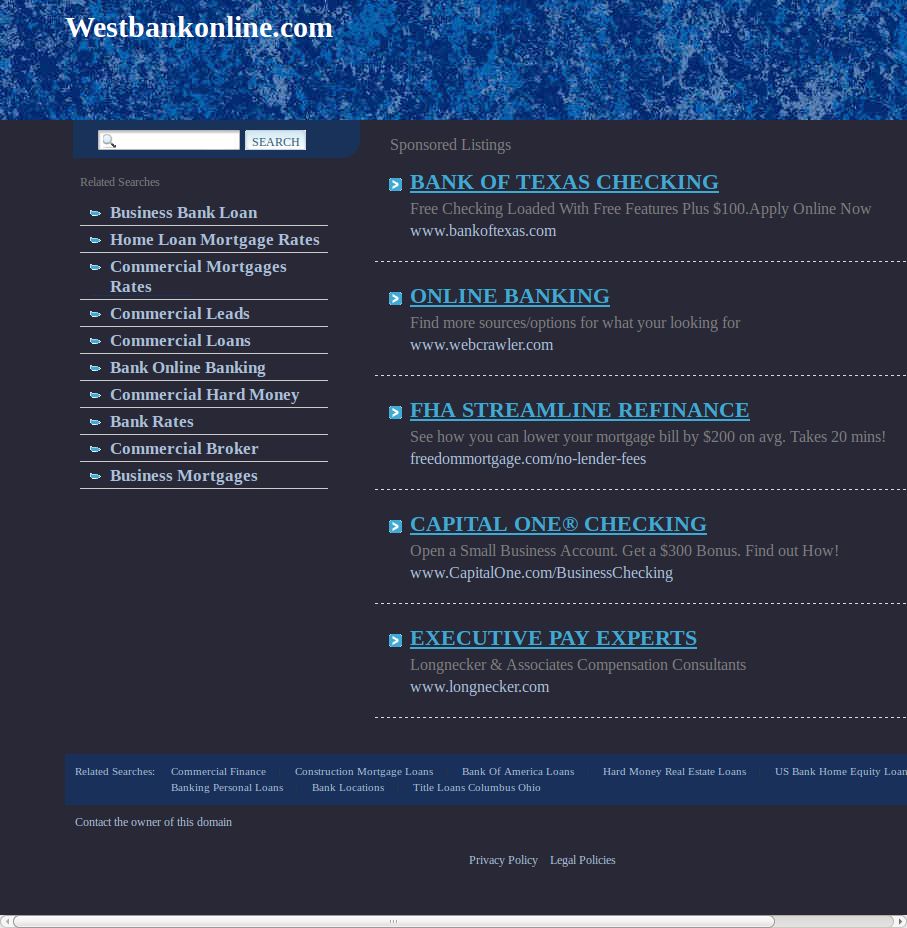 Westbankonline.com
SEARCH
Related Searches
Business Bank Loan
Home Loan Mortgage Rates
Commercial Mortgages
Rates
Commercial Leads
Commercial Loans
Bank Online Banking
Commercial Hard Money
Bank Rates
Commercial Broker
Business Mortgages
Sponsored Listings
BANK OF TEXAS CHECKING
Free Checking Loaded With Free Features Plus $100.Apply Online Now
www.bankoftexas.com
ONLINE BANKING
Find more sources/options for what your looking for
www.webcrawler.com
FHA STREAMLINE REFINANCE
See how you can lower your mortgage bill by $200 on avg. Takes 20 mins!
freedommortgage.com/no-lender-fees
CAPITAL ONE® CHECKING
Open a Small Business Account. Get a $300 Bonus. Find out How!
www.CapitalOne.com/BusinessChecking
EXECUTIVE PAY EXPERTS
Longnecker & Associates Compensation Consultants
www.longnecker.com
Related Searches: Commercial Finance | Construction Mortgage Loans | Bank Of America Loans | Hard Money Real Estate Loans | US Bank Home Equity Loan
Banking Personal Loans | Bank Locations | Title Loans Columbus Ohio
Contact the owner of this domain
Privacy Policy Legal Policies